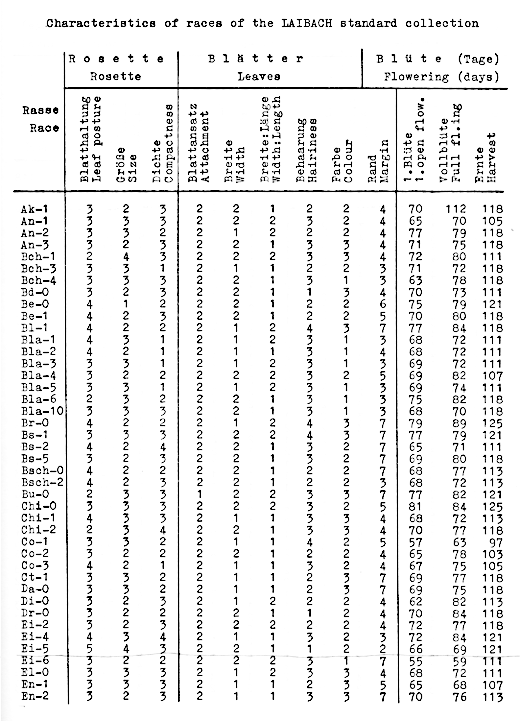 Characteristics of races of the LAIBACH standard collection
Rosette Blätter Blüte (Tage)
Rosette Leaves Flowering (days)
Rasse
Race
Blatthaltung
Leaf posture
Größe
Size
Dichte
Compactness
Blattansatz
Attachment
Breite
Width
Breite:Länge
Width:Length
Behaarung
Hairiness
Farbe
Colour
Rand
Margin
1.Blüte
1.open flow.
Vollblüte
Full fl.ing
Ernte
Harvest
Ak-1 3 2 3 2 2 1 2 2 4 70 112 118
An-1 3 3 3 2 2 2 3 2 4 65 70 105
An-2 3 3 2 2 1 2 2 2 4 77 79 118
An-3 3 2 3 2 2 1 3 3 4 71 75 118
Bch-1 2 4 3 2 2 2 3 3 4 72 80 111
Bch-3 3 3 1 2 1 1 2 2 3 71 72 118
Bch-4 3 3 3 2 2 1 3 1 3 63 78 118
Bd-0 3 2 3 2 2 1 1 3 4 70 73 111
Be-0 4 1 2 2 2 1 2 2 6 75 79 121
Be-1 4 2 3 2 2 1 2 2 5 70 80 118
Bl-1 4 2 2 2 1 2 4 3 7 77 84 118
Bla-1 4 3 1 2 1 2 3 1 3 68 72 111
Bla-2 4 2 1 2 1 1 3 1 4 68 72 111
Bla-3 3 3 1 2 1 2 3 1 3 69 72 111
Bla-4 4 2 2 2 2 2 3 2 5 69 82 107
Bla-5 3 3 1 2 1 2 3 1 3 69 74 111
Bla-6 2 3 2 2 2 1 3 1 3 75 82 118
Bla-10 3 3 3 2 2 1 3 1 3 68 70 118
Br-0 4 2 2 2 1 2 4 3 7 79 89 125
Bs-1 3 3 3 2 2 2 4 3 7 77 79 121
Bs-2 4 2 4 2 2 1 3 2 7 65 71 111
Bs-5 3 2 3 2 2 1 3 2 7 69 80 118
Bsch-0 4 2 2 2 2 1 2 2 7 68 77 113
Bsch-2 4 2 3 2 2 1 2 2 3 68 72 113
Bu-0 2 3 3 1 2 2 3 3 7 77 82 121
Chi-0 3 3 3 2 2 2 3 2 5 81 84 125
Chi-1 4 3 3 2 1 1 3 3 4 68 72 113
Chi-2 2 3 4 2 1 1 3 3 4 70 77 118
Co-1 3 3 2 2 1 1 4 2 5 57 63 97
Co-2 3 2 2 2 2 1 2 2 4 65 78 103
Co-3 4 2 1 2 1 1 3 2 4 67 75 105
Ct-1 3 3 2 2 1 1 2 3 7 69 77 118
Da-0 3 3 2 2 1 1 2 3 7 69 75 118
Di-0 3 2 3 2 1 2 2 2 4 62 82 113
Dr-0 3 2 2 2 2 1 1 2 4 70 84 118
Ei-2 3 2 3 2 2 2 2 2 4 72 77 118
Ei-4 4 3 4 2 1 1 3 2 3 72 84 121
Ei-5 5 4 3 2 1 1 2 2 2 66 69 121
Ei-6 3 2 2 2 2 2 3 1 7 55 59 111
El-0 3 3 3 2 1 2 3 3 4 68 72 111
En-1 3 3 3 2 1 1 2 3 5 65 68 107
En-2 3 2 3 2 1 1 3 3 7 70 76 113